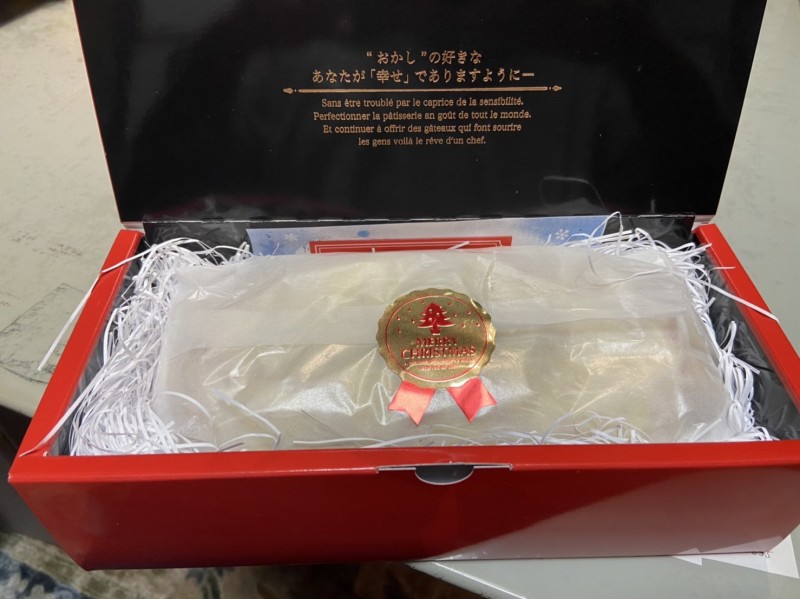 “おかし”の好きな
あなたが「幸せ」でありますようにー
Sans être troublé par le caprice de la sensibilité.
Perfectionner la pâtisserie an goût de tout le monde.
Et continuer à offrir des gâteaux qui font sourire
les gens voilà le rêve d'un chef.
MERRY
CHRISTMAS